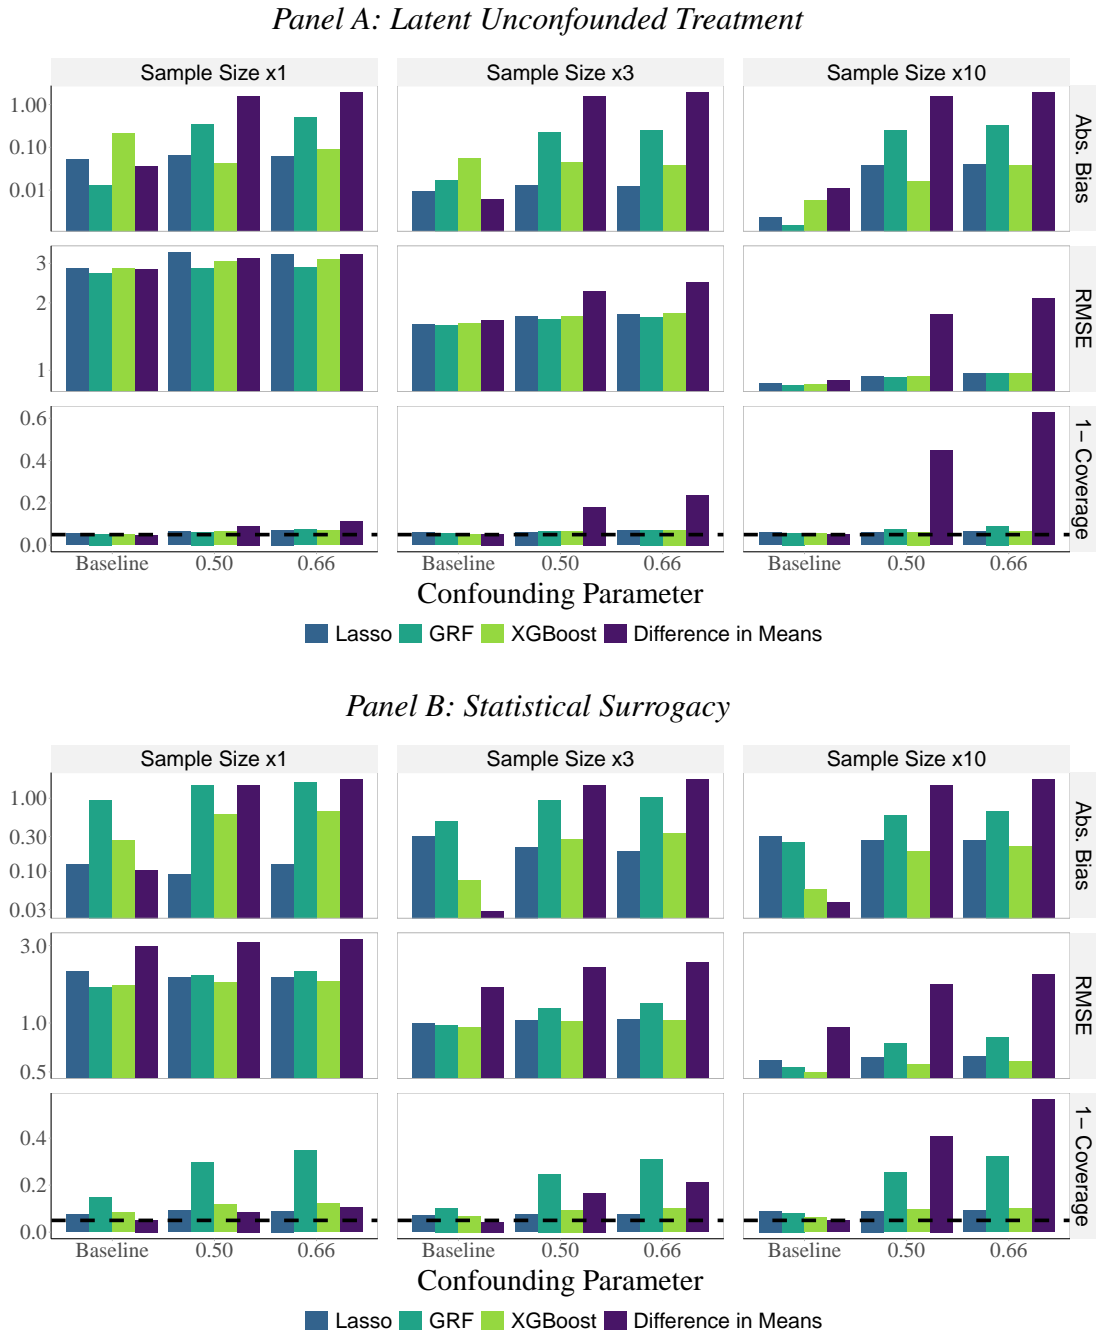 Panel A: Latent Unconfounded Treatment
Sample Size x1 Sample Size x3 Sample Size x10
1.00
0.10
0.01
Abs. Bias
3
2
1
RMSE
0.6
0.4
0.2
0.0
1− Coverage
Baseline 0.50 0.66 Baseline 0.50 0.66 Baseline 0.50 0.66
Confounding Parameter
Lasso GRF XGBoost Difference in Means
Panel B: Statistical Surrogacy
Sample Size x1 Sample Size x3 Sample Size x10
1.00
0.30
0.10
0.03
Abs. Bias
3.0
1.0
0.5
RMSE
0.4
0.2
0.0
1− Coverage
Baseline 0.50 0.66 Baseline 0.50 0.66 Baseline 0.50 0.66
Confounding Parameter
Lasso GRF XGBoost Difference in Means